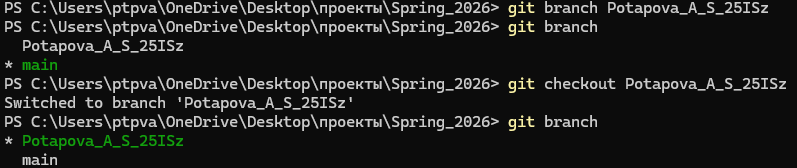 PS C:\Users\ptpva\OneDrive\Desktop\проекты\Spring_2026> git branch Potapova_A_S_25ISz
PS C:\Users\ptpva\OneDrive\Desktop\проекты\Spring_2026> git branch
  Potapova_A_S_25ISz
* main
PS C:\Users\ptpva\OneDrive\Desktop\проекты\Spring_2026> git checkout Potapova_A_S_25ISz
Switched to branch 'Potapova_A_S_25ISz'
PS C:\Users\ptpva\OneDrive\Desktop\проекты\Spring_2026> git branch
* Potapova_A_S_25ISz
  main